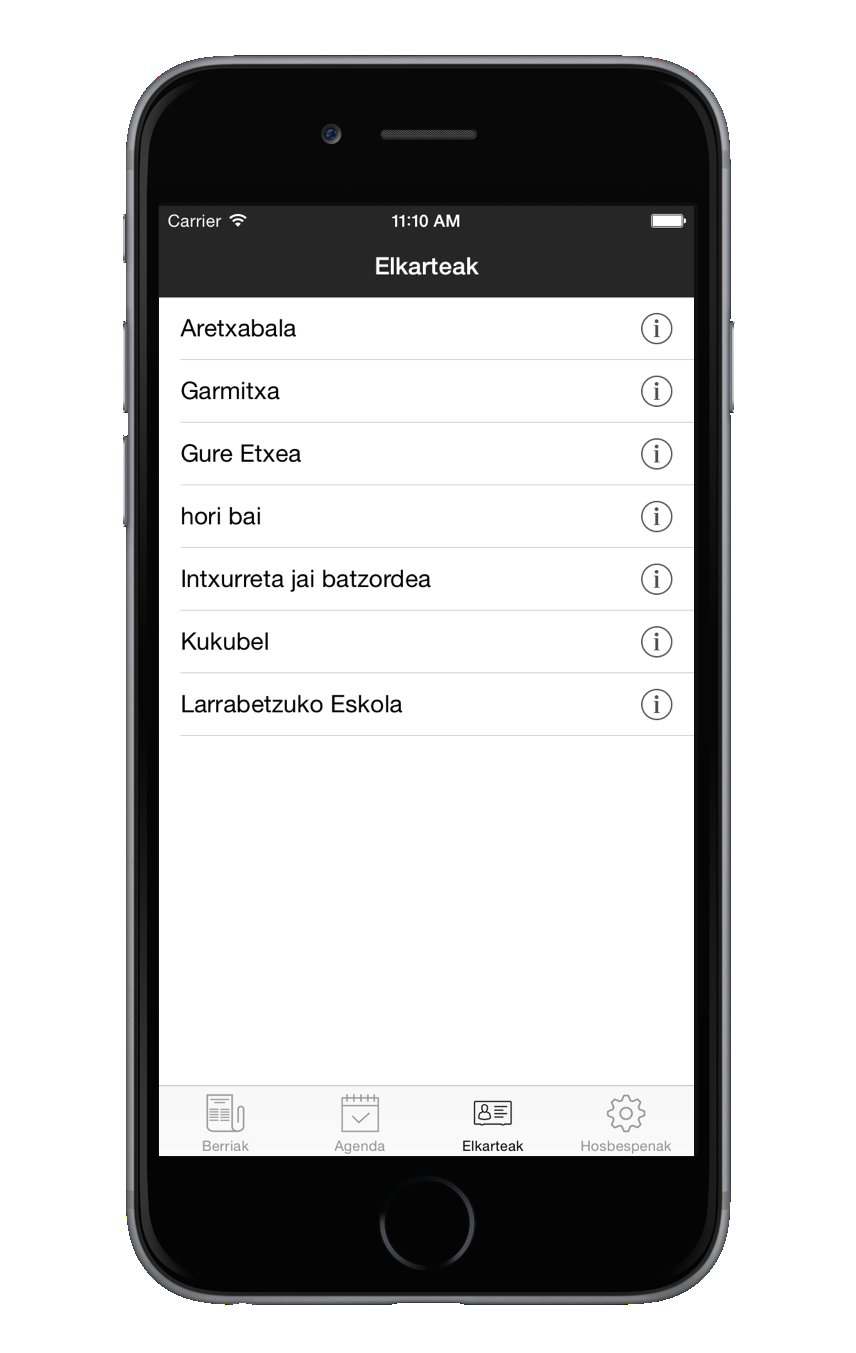 Carrier 11:10 AM
Elkarteak
Aretxabala
Garmitxa
Gure Etxea
hori bai
Intxurreta jai batzordea
Kukubel
Larrabetzuko Eskola
Berriak Agenda Elkarteak Hosbespenak